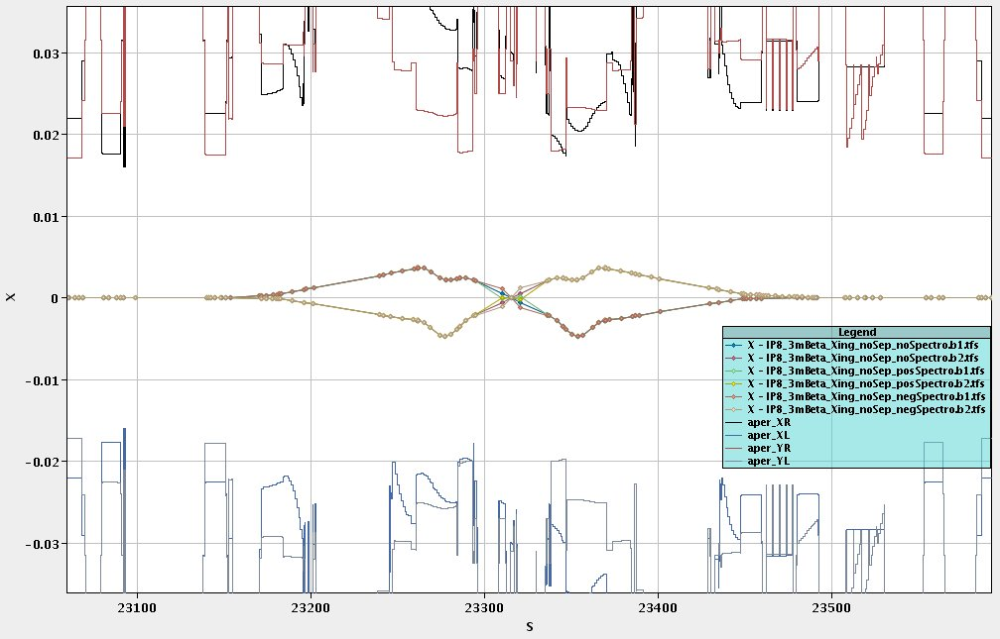 0.03
0.02
0.01
X
0
-0.01
Legend
X - IP8_3mBeta_Xing_noSep_noSpectro.b1.tfs
X - IP8_3mBeta_Xing_noSep_noSpectro.b2.tfs
X - IP8_3mBeta_Xing_noSep_posSpectro.b1.tfs
X - IP8_3mBeta_Xing_noSep_posSpectro.b2.tfs
X - IP8_3mBeta_Xing_noSep_negSpectro.b1.tfs
X - IP8_3mBeta_Xing_noSep_negSpectro.b2.tfs
aper_XR
aper_XL
aper_YR
aper_YL
-0.02
-0.03
23100 23200 23300 23400 23500
S